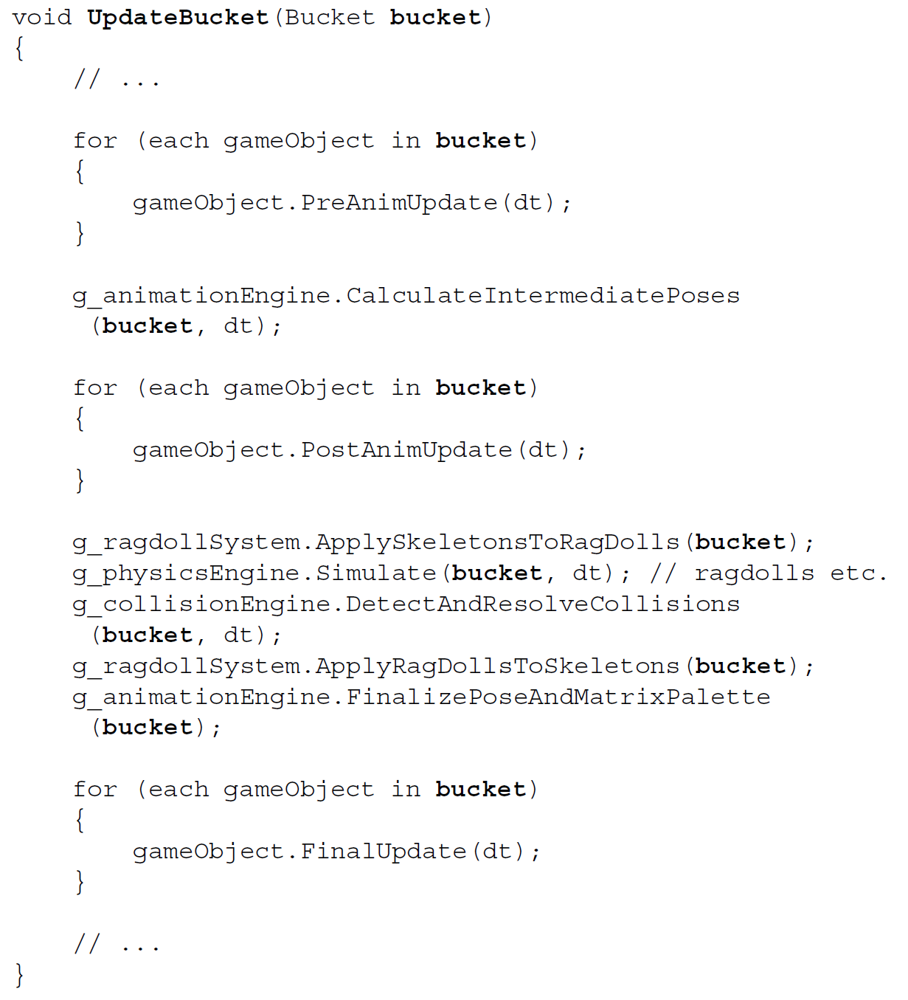 void UpdateBucket(Bucket bucket)
{
    // ...

    for (each gameObject in bucket)
    {
        gameObject.PreAnimUpdate(dt);
    }

    g_animationEngine.CalculateIntermediatePoses
     (bucket, dt);

    for (each gameObject in bucket)
    {
        gameObject.PostAnimUpdate(dt);
    }

    g_ragdollSystem.ApplySkeletonsToRagDolls(bucket);
    g_physicsEngine.Simulate(bucket, dt); // ragdolls etc.
    g_collisionEngine.DetectAndResolveCollisions
     (bucket, dt);
    g_ragdollSystem.ApplyRagDollsToSkeletons(bucket);
    g_animationEngine.FinalizePoseAndMatrixPalette
     (bucket);

    for (each gameObject in bucket)
    {
        gameObject.FinalUpdate(dt);
    }

    // ...
}